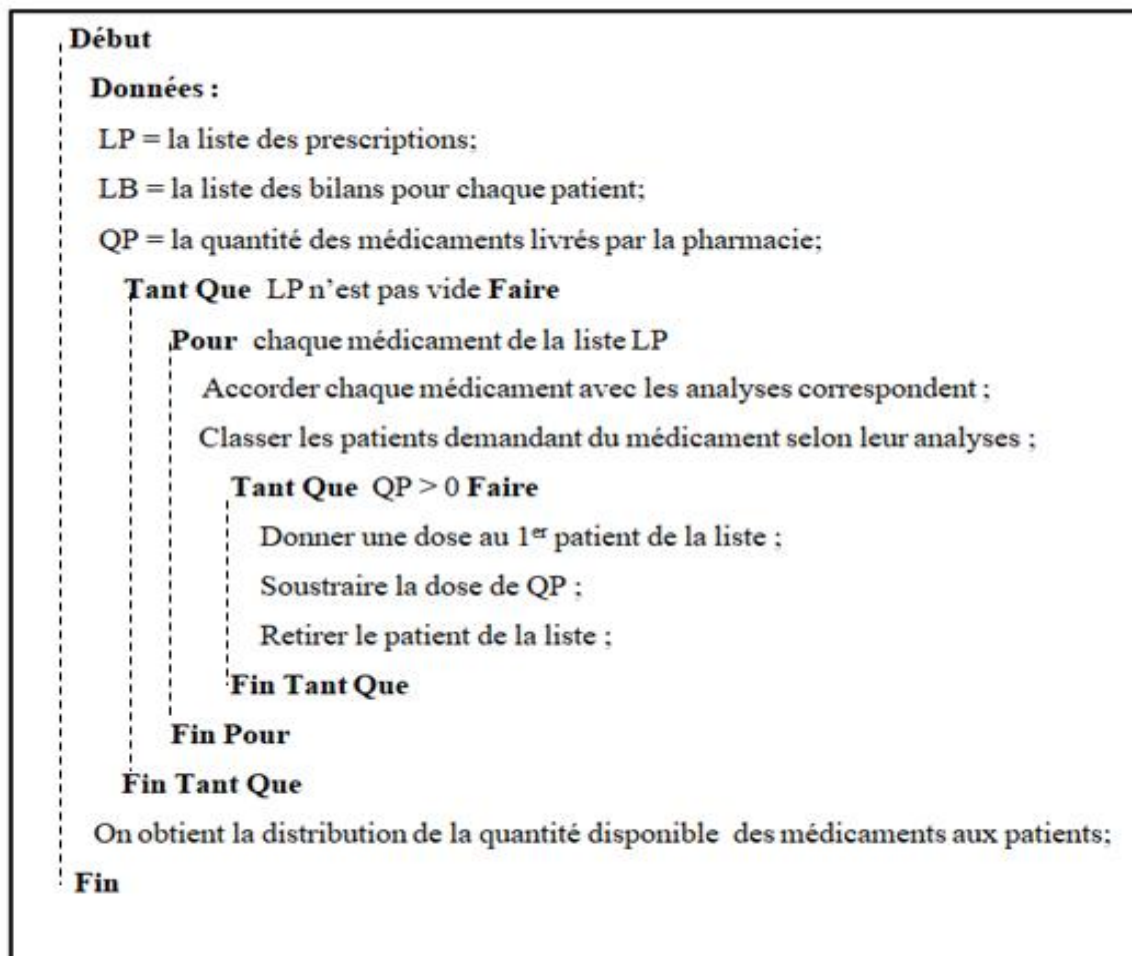 Début
Données :
LP = la liste des prescriptions;
LB = la liste des bilans pour chaque patient;
QP = la quantité des médicaments livrés par la pharmacie;
Tant Que LP n’est pas vide Faire
Pour chaque médicament de la liste LP
Accorder chaque médicament avec les analyses correspondent ;
Classer les patients demandant du médicament selon leur analyses ;
Tant Que QP > 0 Faire
Donner une dose au 1er patient de la liste ;
Soustraire la dose de QP ;
Retirer le patient de la liste ;
Fin Tant Que
Fin Pour
Fin Tant Que
On obtient la distribution de la quantité disponible des médicaments aux patients;
Fin